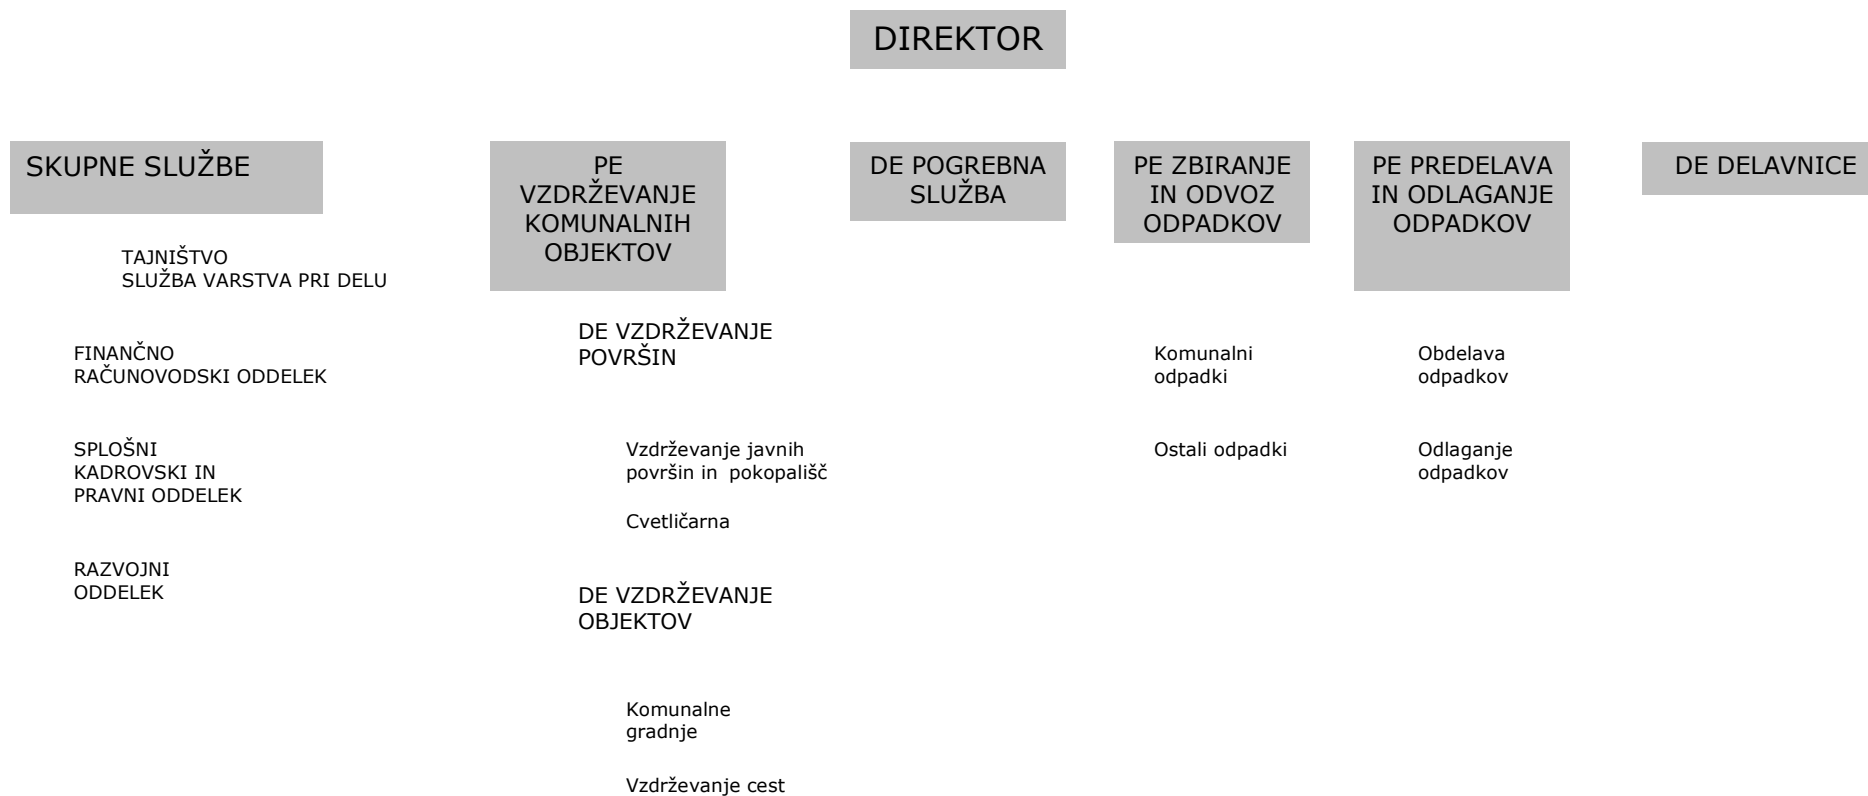 DIREKTOR
SKUPNE SLUŽBE
TAJNIŠTVO
SLUŽBA VARSTVA PRI DELU
FINANČNO
RAČUNOVODSKI ODDELEK
SPLOŠNI
KADROVSKI IN
PRAVNI ODDELEK
RAZVOJNI
ODDELEK
PE
VZDRŽEVANJE
KOMUNALNIH
OBJEKTOV
DE VZDRŽEVANJE
POVRŠIN
Vzdrževanje javnih
površin in  pokopališč
Cvetličarna
DE VZDRŽEVANJE
OBJEKTOV
Komunalne
gradnje
Vzdrževanje cest
DE POGREBNA
SLUŽBA
PE ZBIRANJE
IN ODVOZ
ODPADKOV
Komunalni
odpadki
Ostali odpadki
PE PREDELAVA
IN ODLAGANJE
ODPADKOV
Obdelava
odpadkov
Odlaganje
odpadkov
DE DELAVNICE